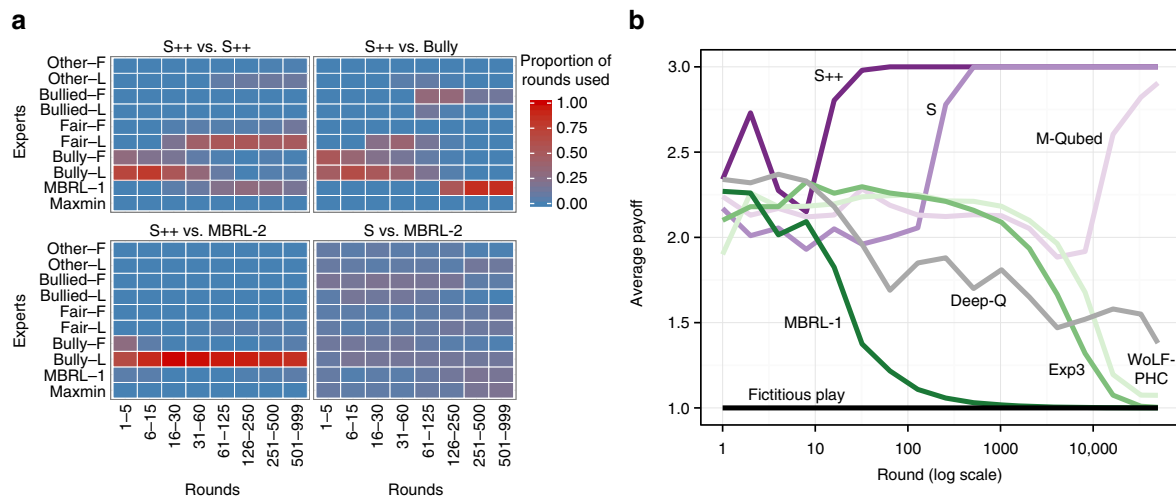 a
S++ vs. S++
S++ vs. Bully
Experts
Other–F
Other–L
Bullied–F
Bullied–L
Fair–F
Fair–L
Bully–F
Bully–L
MBRL–1
Maxmin
Proportion of
rounds used
1.00
0.75
0.50
0.25
0.00
S++ vs. MBRL-2
S vs. MBRL-2
Experts
Other–F
Other–L
Bullied–F
Bullied–L
Fair–F
Fair–L
Bully–F
Bully–L
MBRL–1
Maxmin
1–5
6–15
16–30
31–60
61–125
126–250
251–500
501–999
1–5
6–15
16–30
31–60
61–125
126–250
251–500
501–999
Rounds
Rounds
b
Average payoff
3.0
2.5
2.0
1.5
1.0
S++
S
M-Qubed
Deep-Q
MBRL-1
Exp3
WoLF-
PHC
Fictitious play
1
10
100
1000
10,000
Round (log scale)